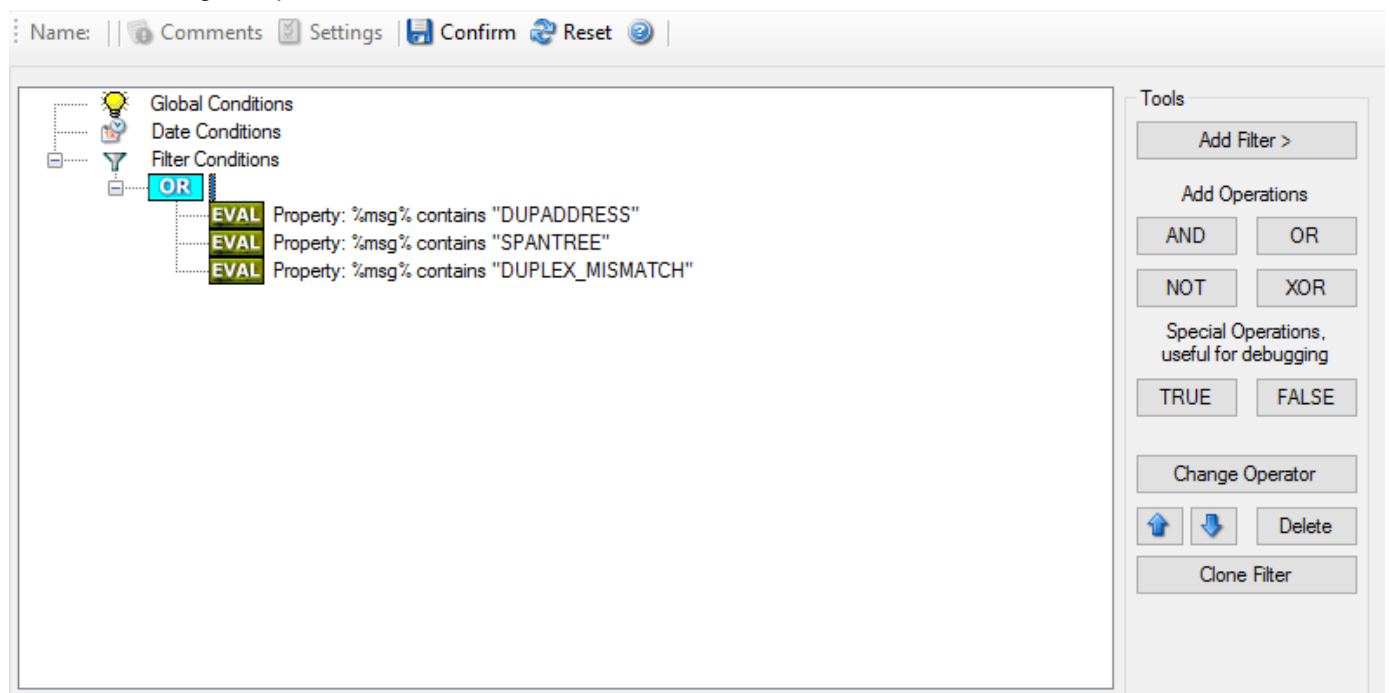 Name: Comments Settings Confirm Reset
Global Conditions
Date Conditions
Filter Conditions
OR
EVAL Property: %msg% contains "DUPADDRESS"
EVAL Property: %msg% contains "SPANTREE"
EVAL Property: %msg% contains "DUPLEX_MISMATCH"
Tools
Add Filter >
Add Operations
AND OR
NOT XOR
Special Operations,
useful for debugging
TRUE FALSE
Change Operator
Delete
Clone Filter